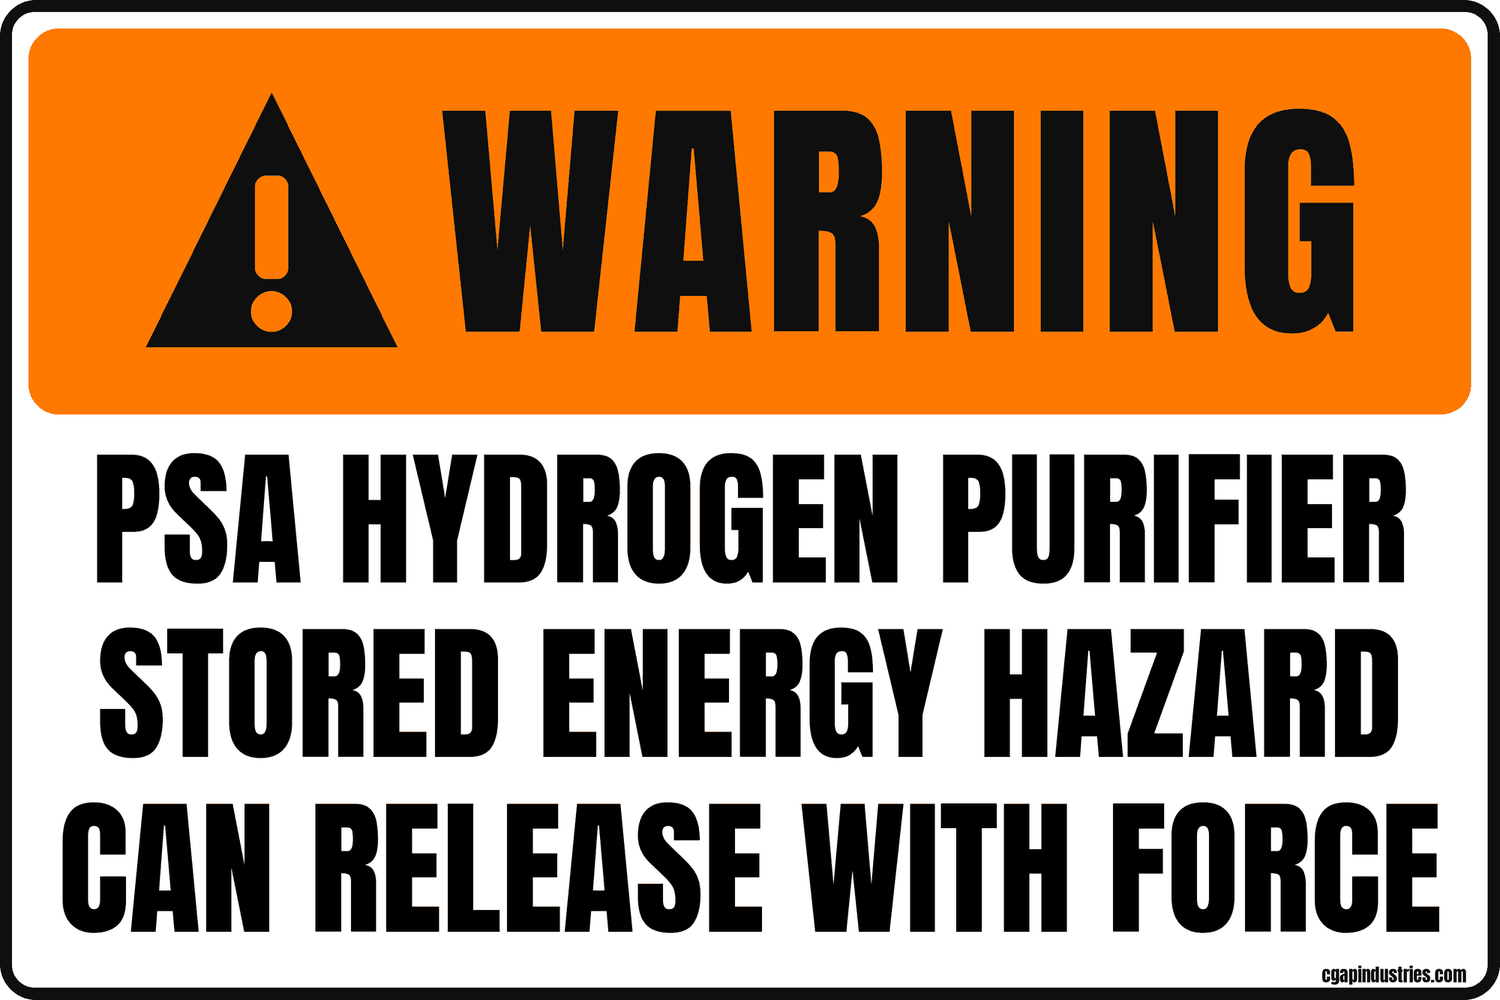 WARNING
PSA HYDROGEN PURIFIER
STORED ENERGY HAZARD
CAN RELEASE WITH FORCE
cgapindustries.com